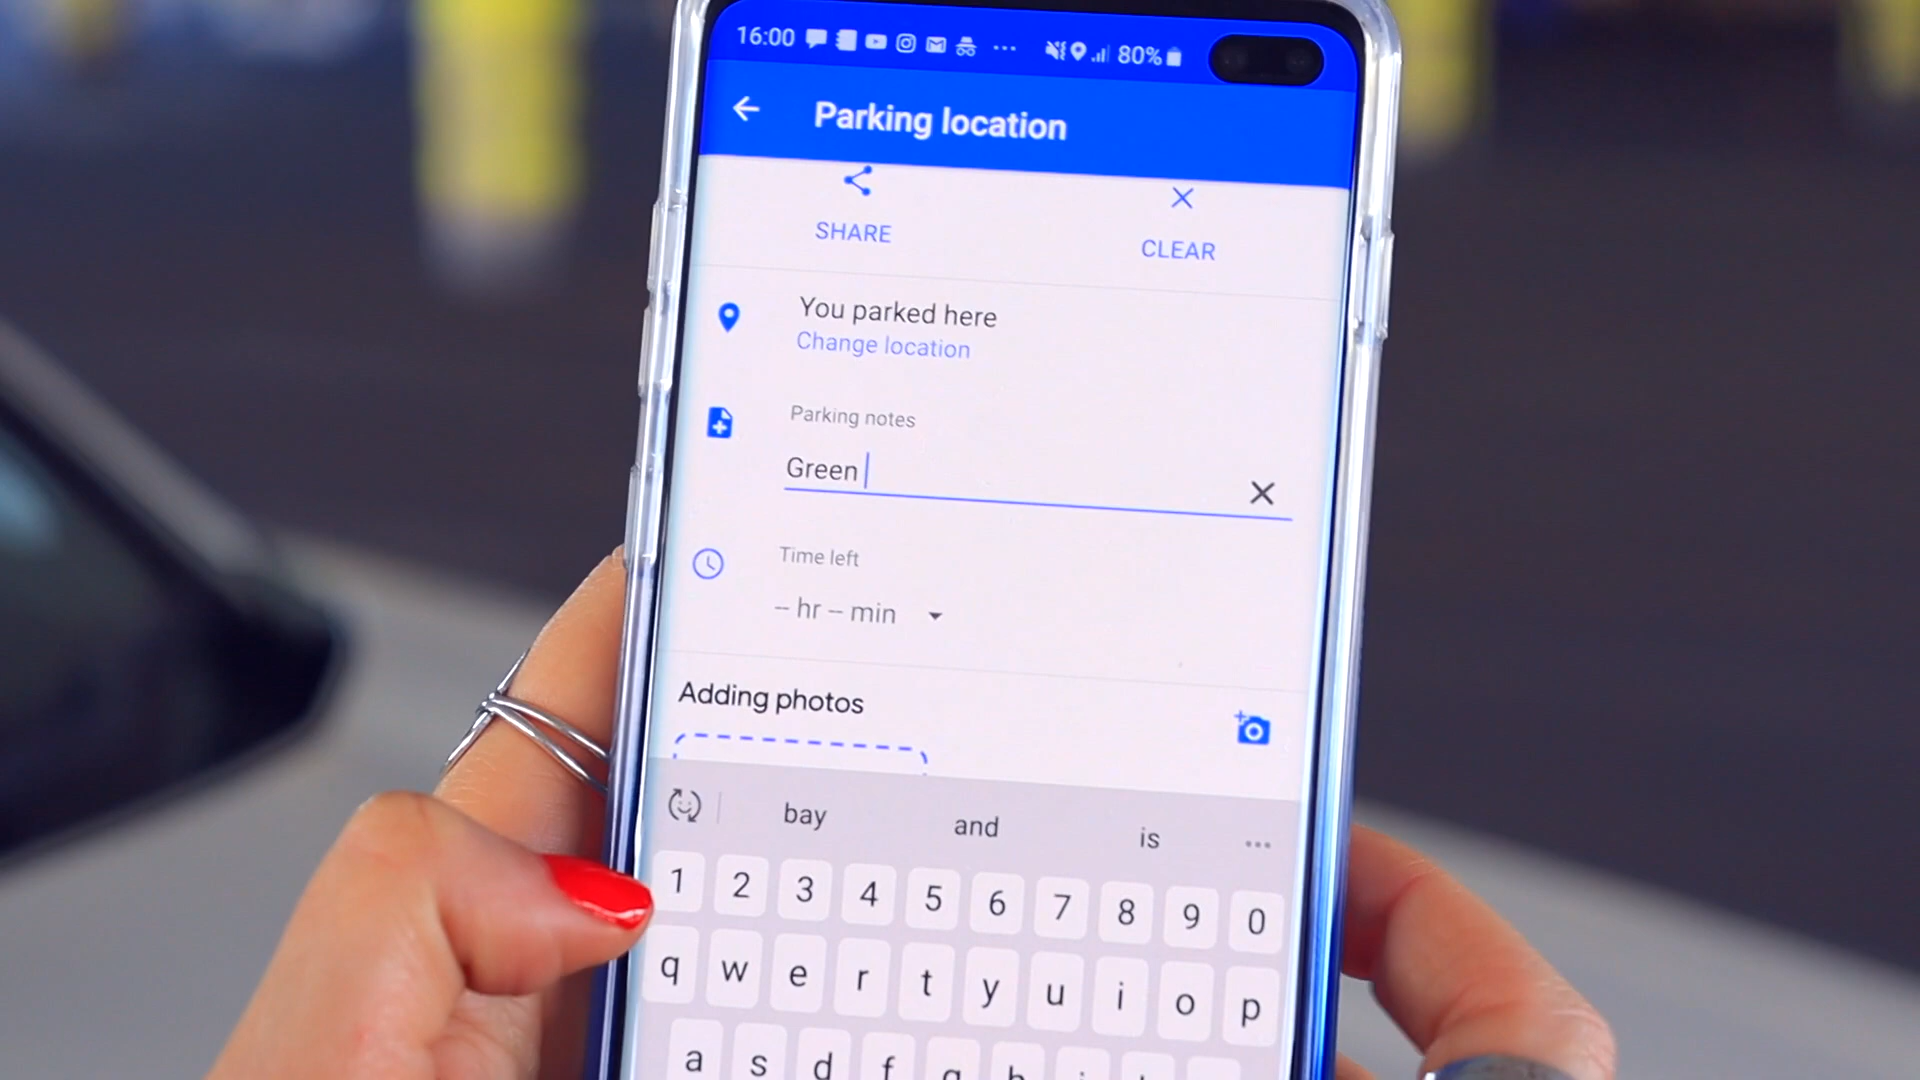 16:00 80%
Parking location
SHARE CLEAR
You parked here
Change location
Parking notes
Green
Time left
-- hr -- min
Adding photos
bay and is
1 2 3 4 5 6 7 8 9 0
q w e r t y u i o p
a s d f g h